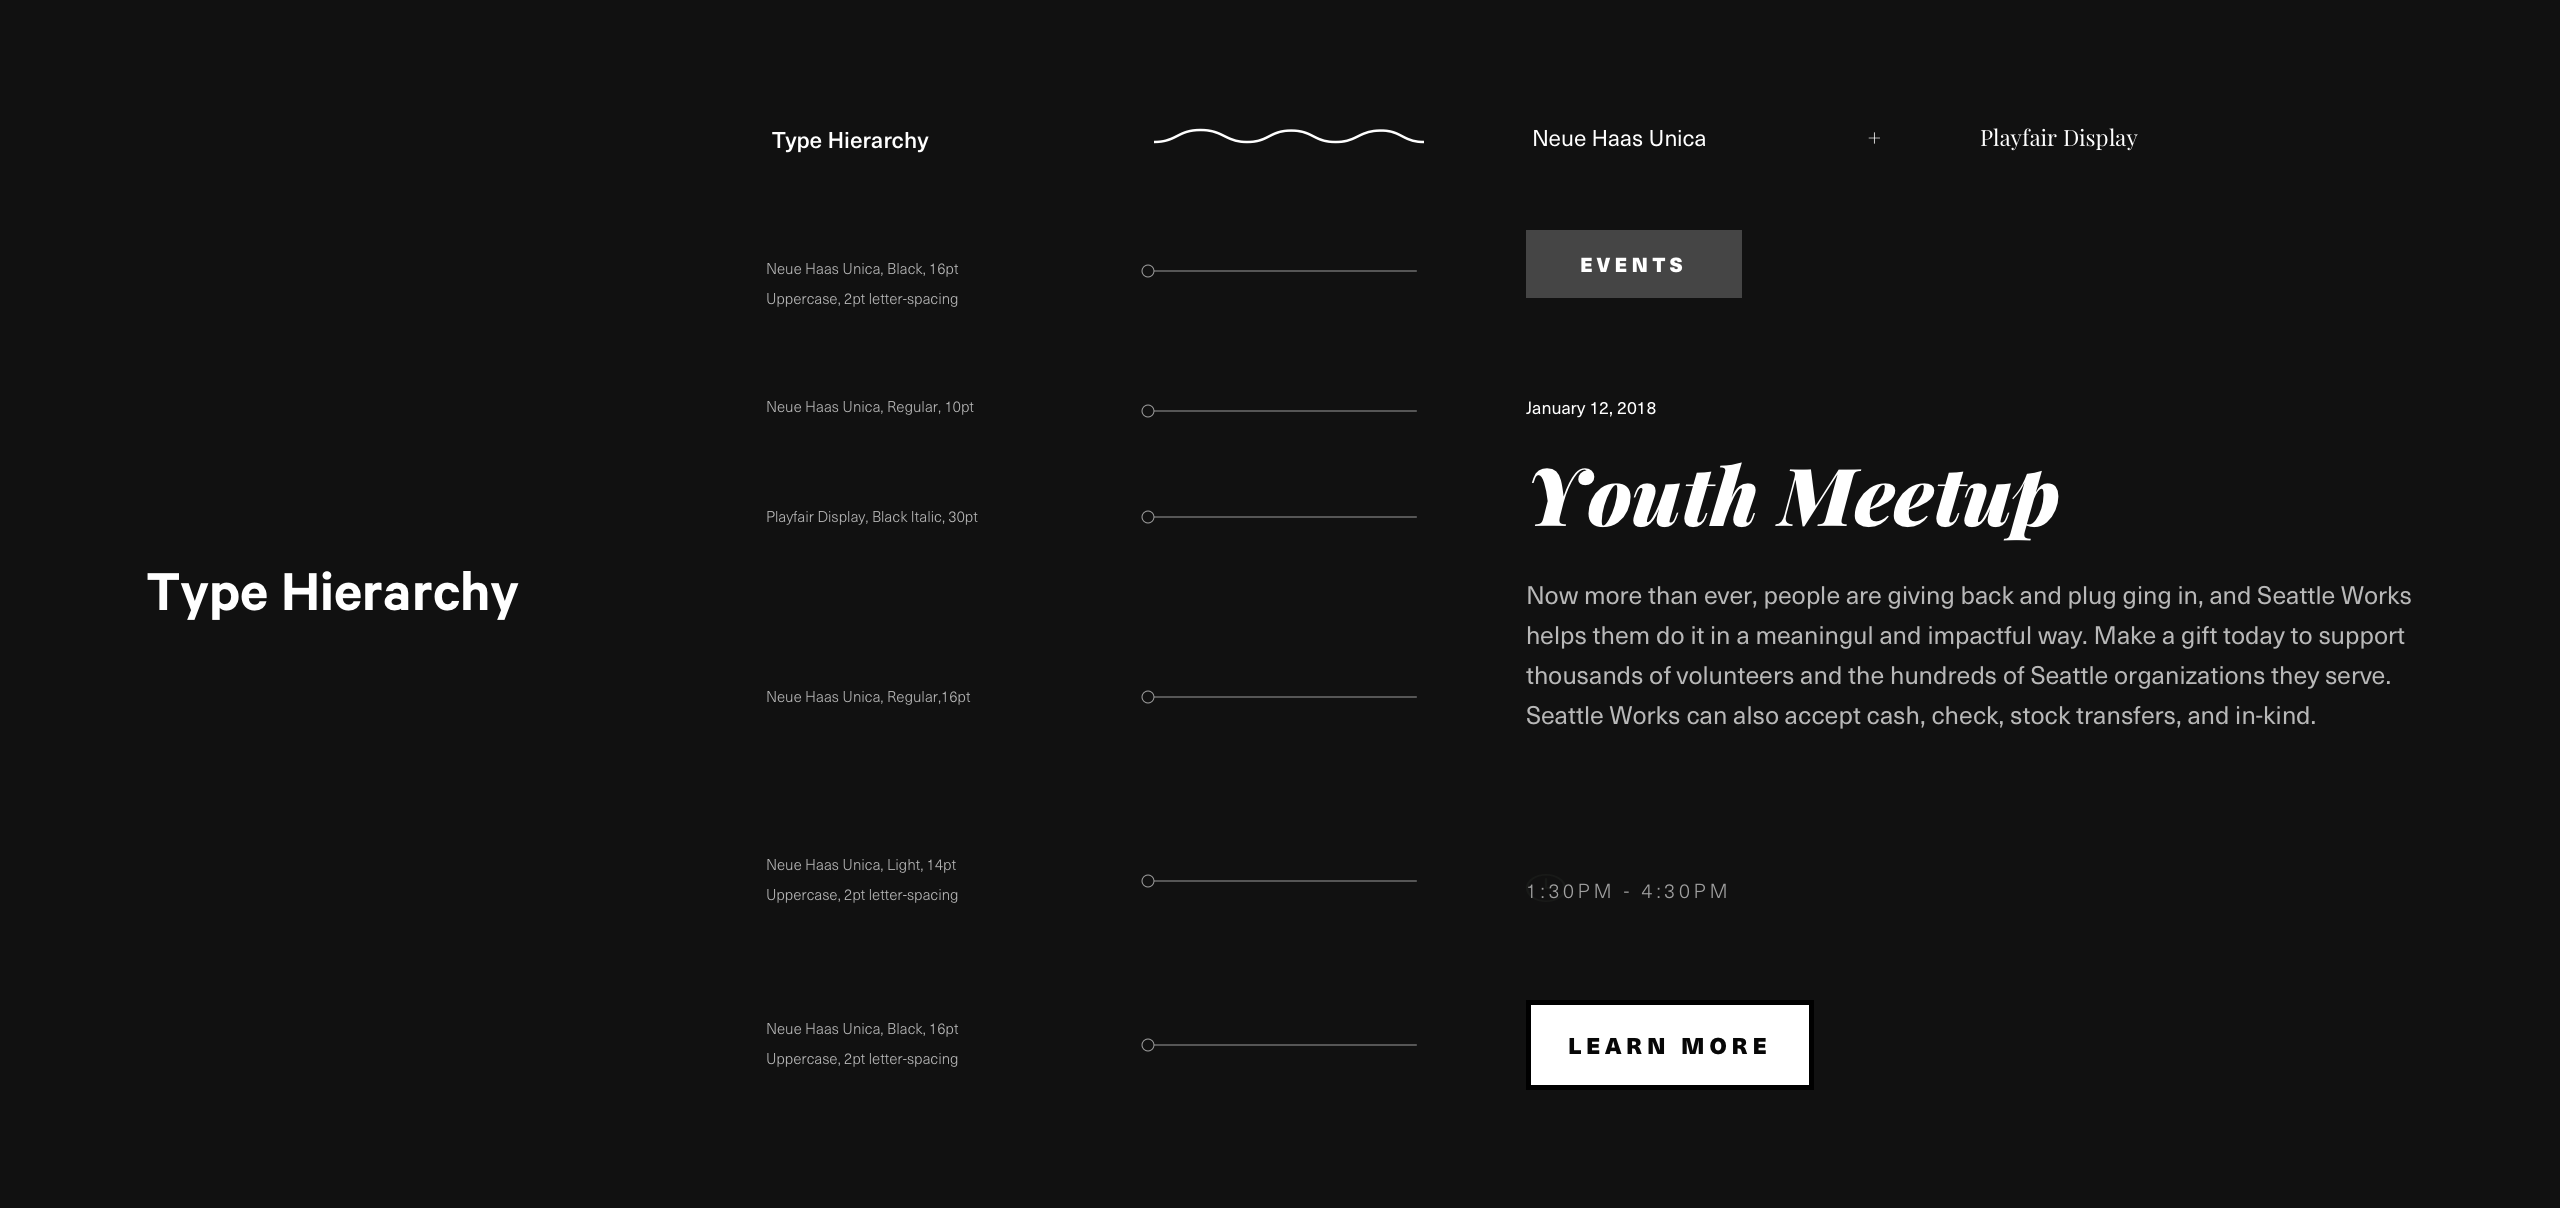 Type Hierarchy
Type Hierarchy
Neue Haas Unica + Playfair Display
Neue Haas Unica, Black, 16pt
Uppercase, 2pt letter-spacing
EVENTS
Neue Haas Unica, Regular, 10pt
January 12, 2018
Playfair Display, Black Italic, 30pt
Youth Meetup
Neue Haas Unica, Regular,16pt
Now more than ever, people are giving back and plug ging in, and Seattle Works
helps them do it in a meaningul and impactful way. Make a gift today to support
thousands of volunteers and the hundreds of Seattle organizations they serve.
Seattle Works can also accept cash, check, stock transfers, and in-kind.
Neue Haas Unica, Light, 14pt
Uppercase, 2pt letter-spacing
1:30PM - 4:30PM
Neue Haas Unica, Black, 16pt
Uppercase, 2pt letter-spacing
LEARN MORE